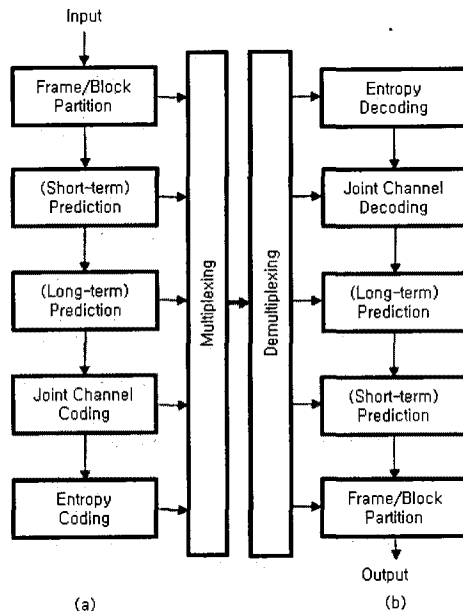 Input
Frame/Block
Partition
(Short-term)
Prediction
(Long-term)
Prediction
Joint Channel
Coding
Entropy
Coding
Multiplexing
Demultiplexing
Entropy
Decoding
Joint Channel
Decoding
(Long-term)
Prediction
(Short-term)
Prediction
Frame/Block
Partition
Output
(a)
(b)